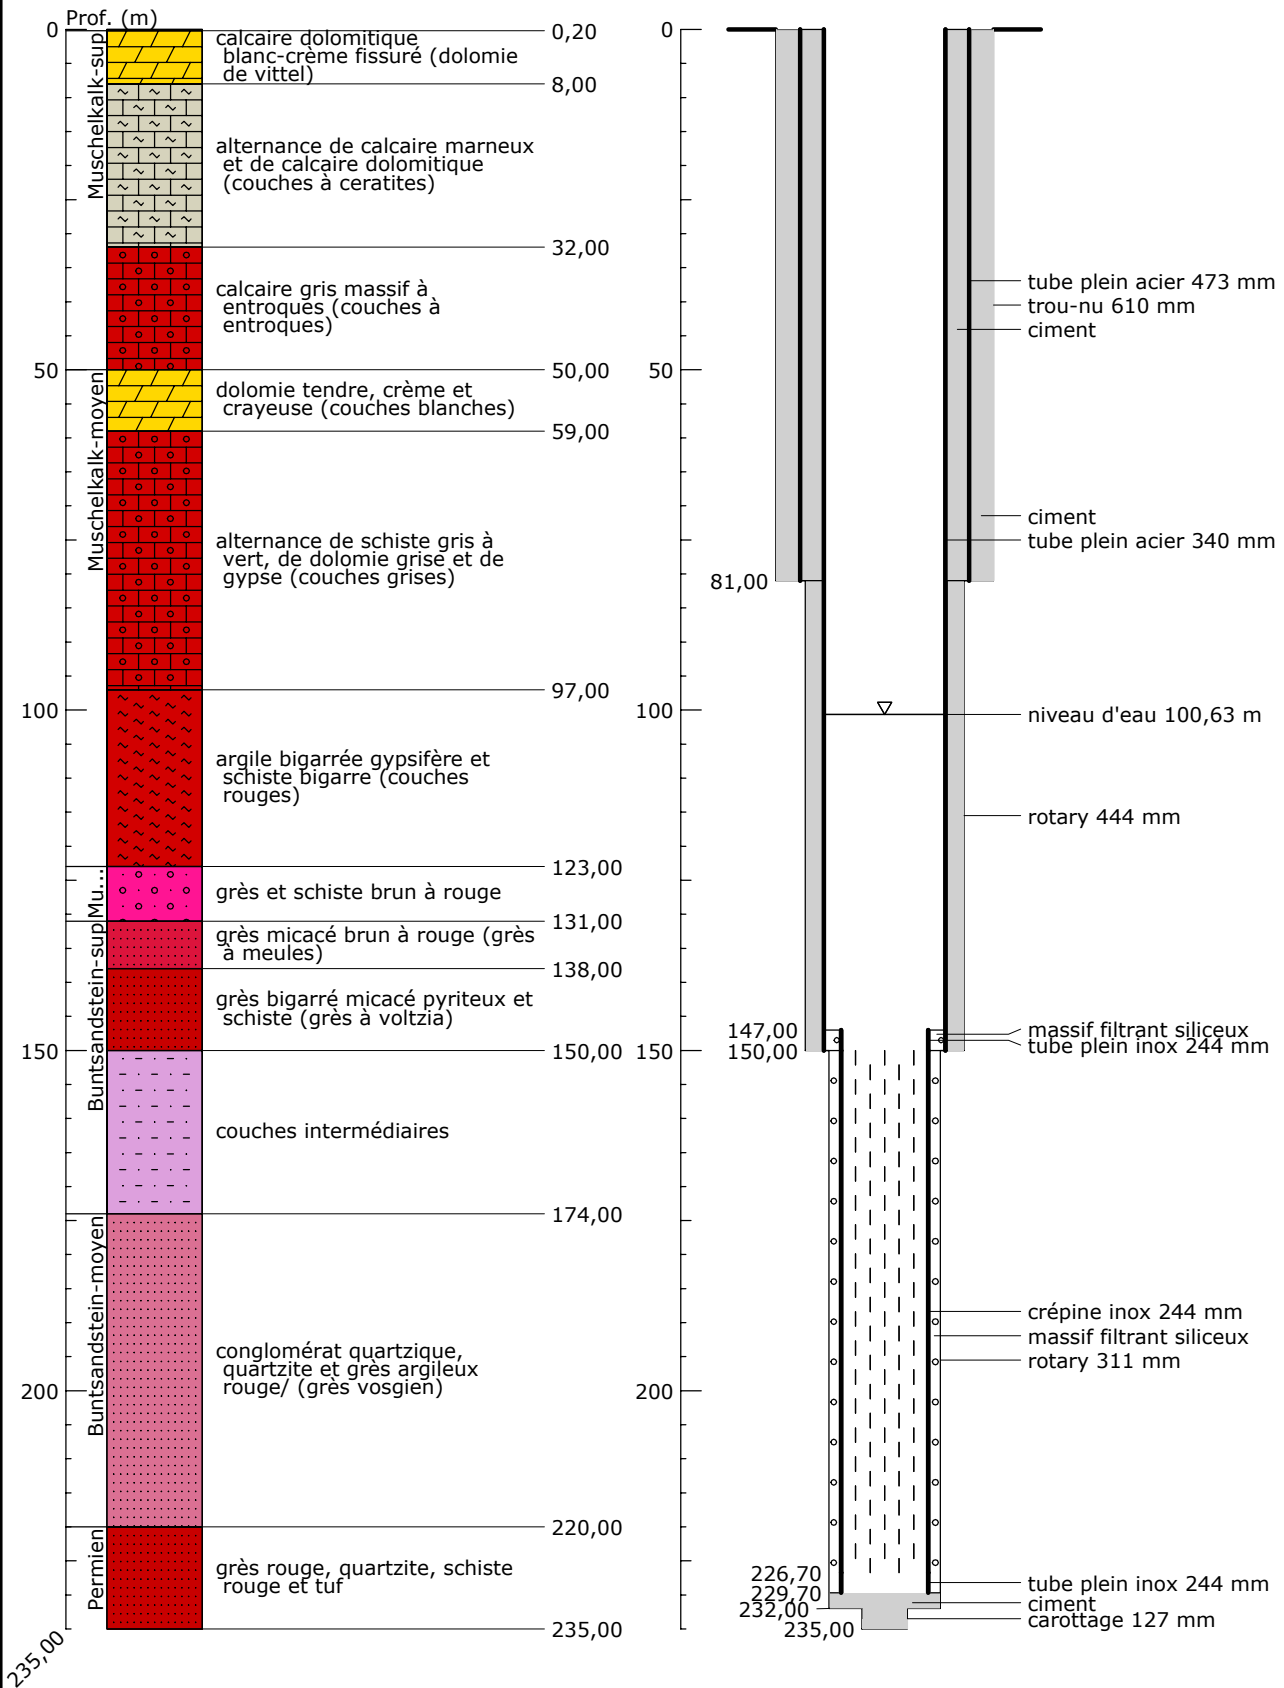 Prof. (m)
0
50
100
150
200
235,00
Muschelkalk-sup
Muschelkalk-moyen
Mu...
Buntsandstein-sup
Buntsandstein-moyen
Permien
0,20
calcaire dolomitique
blanc-crème fissuré (dolomie
de vittel)
8,00
alternance de calcaire marneux
et de calcaire dolomitique
(couches à ceratites)
32,00
calcaire gris massif à
entroques (couches à
entroques)
50,00
dolomie tendre, crème et
crayeuse (couches blanches)
59,00
alternance de schiste gris à
vert, de dolomie grise et de
gypse (couches grises)
97,00
argile bigarrée gypsifère et
schiste bigarre (couches
rouges)
123,00
grès et schiste brun à rouge
131,00
grès micacé brun à rouge (grès
à meules)
138,00
grès bigarré micacé pyriteux et
schiste (grès à voltzia)
150,00
couches intermédiaires
174,00
conglomérat quartzique,
quartzite et grès argileux
rouge/ (grès vosgien)
220,00
grès rouge, quartzite, schiste
rouge et tuf
235,00
0
50
100
150
200
81,00
147,00
150,00
226,70
229,70
232,00
235,00
tube plein acier 473 mm
trou-nu 610 mm
ciment
ciment
tube plein acier 340 mm
niveau d'eau 100,63 m
rotary 444 mm
massif filtrant siliceux
tube plein inox 244 mm
crépine inox 244 mm
massif filtrant siliceux
rotary 311 mm
tube plein inox 244 mm
ciment
carottage 127 mm